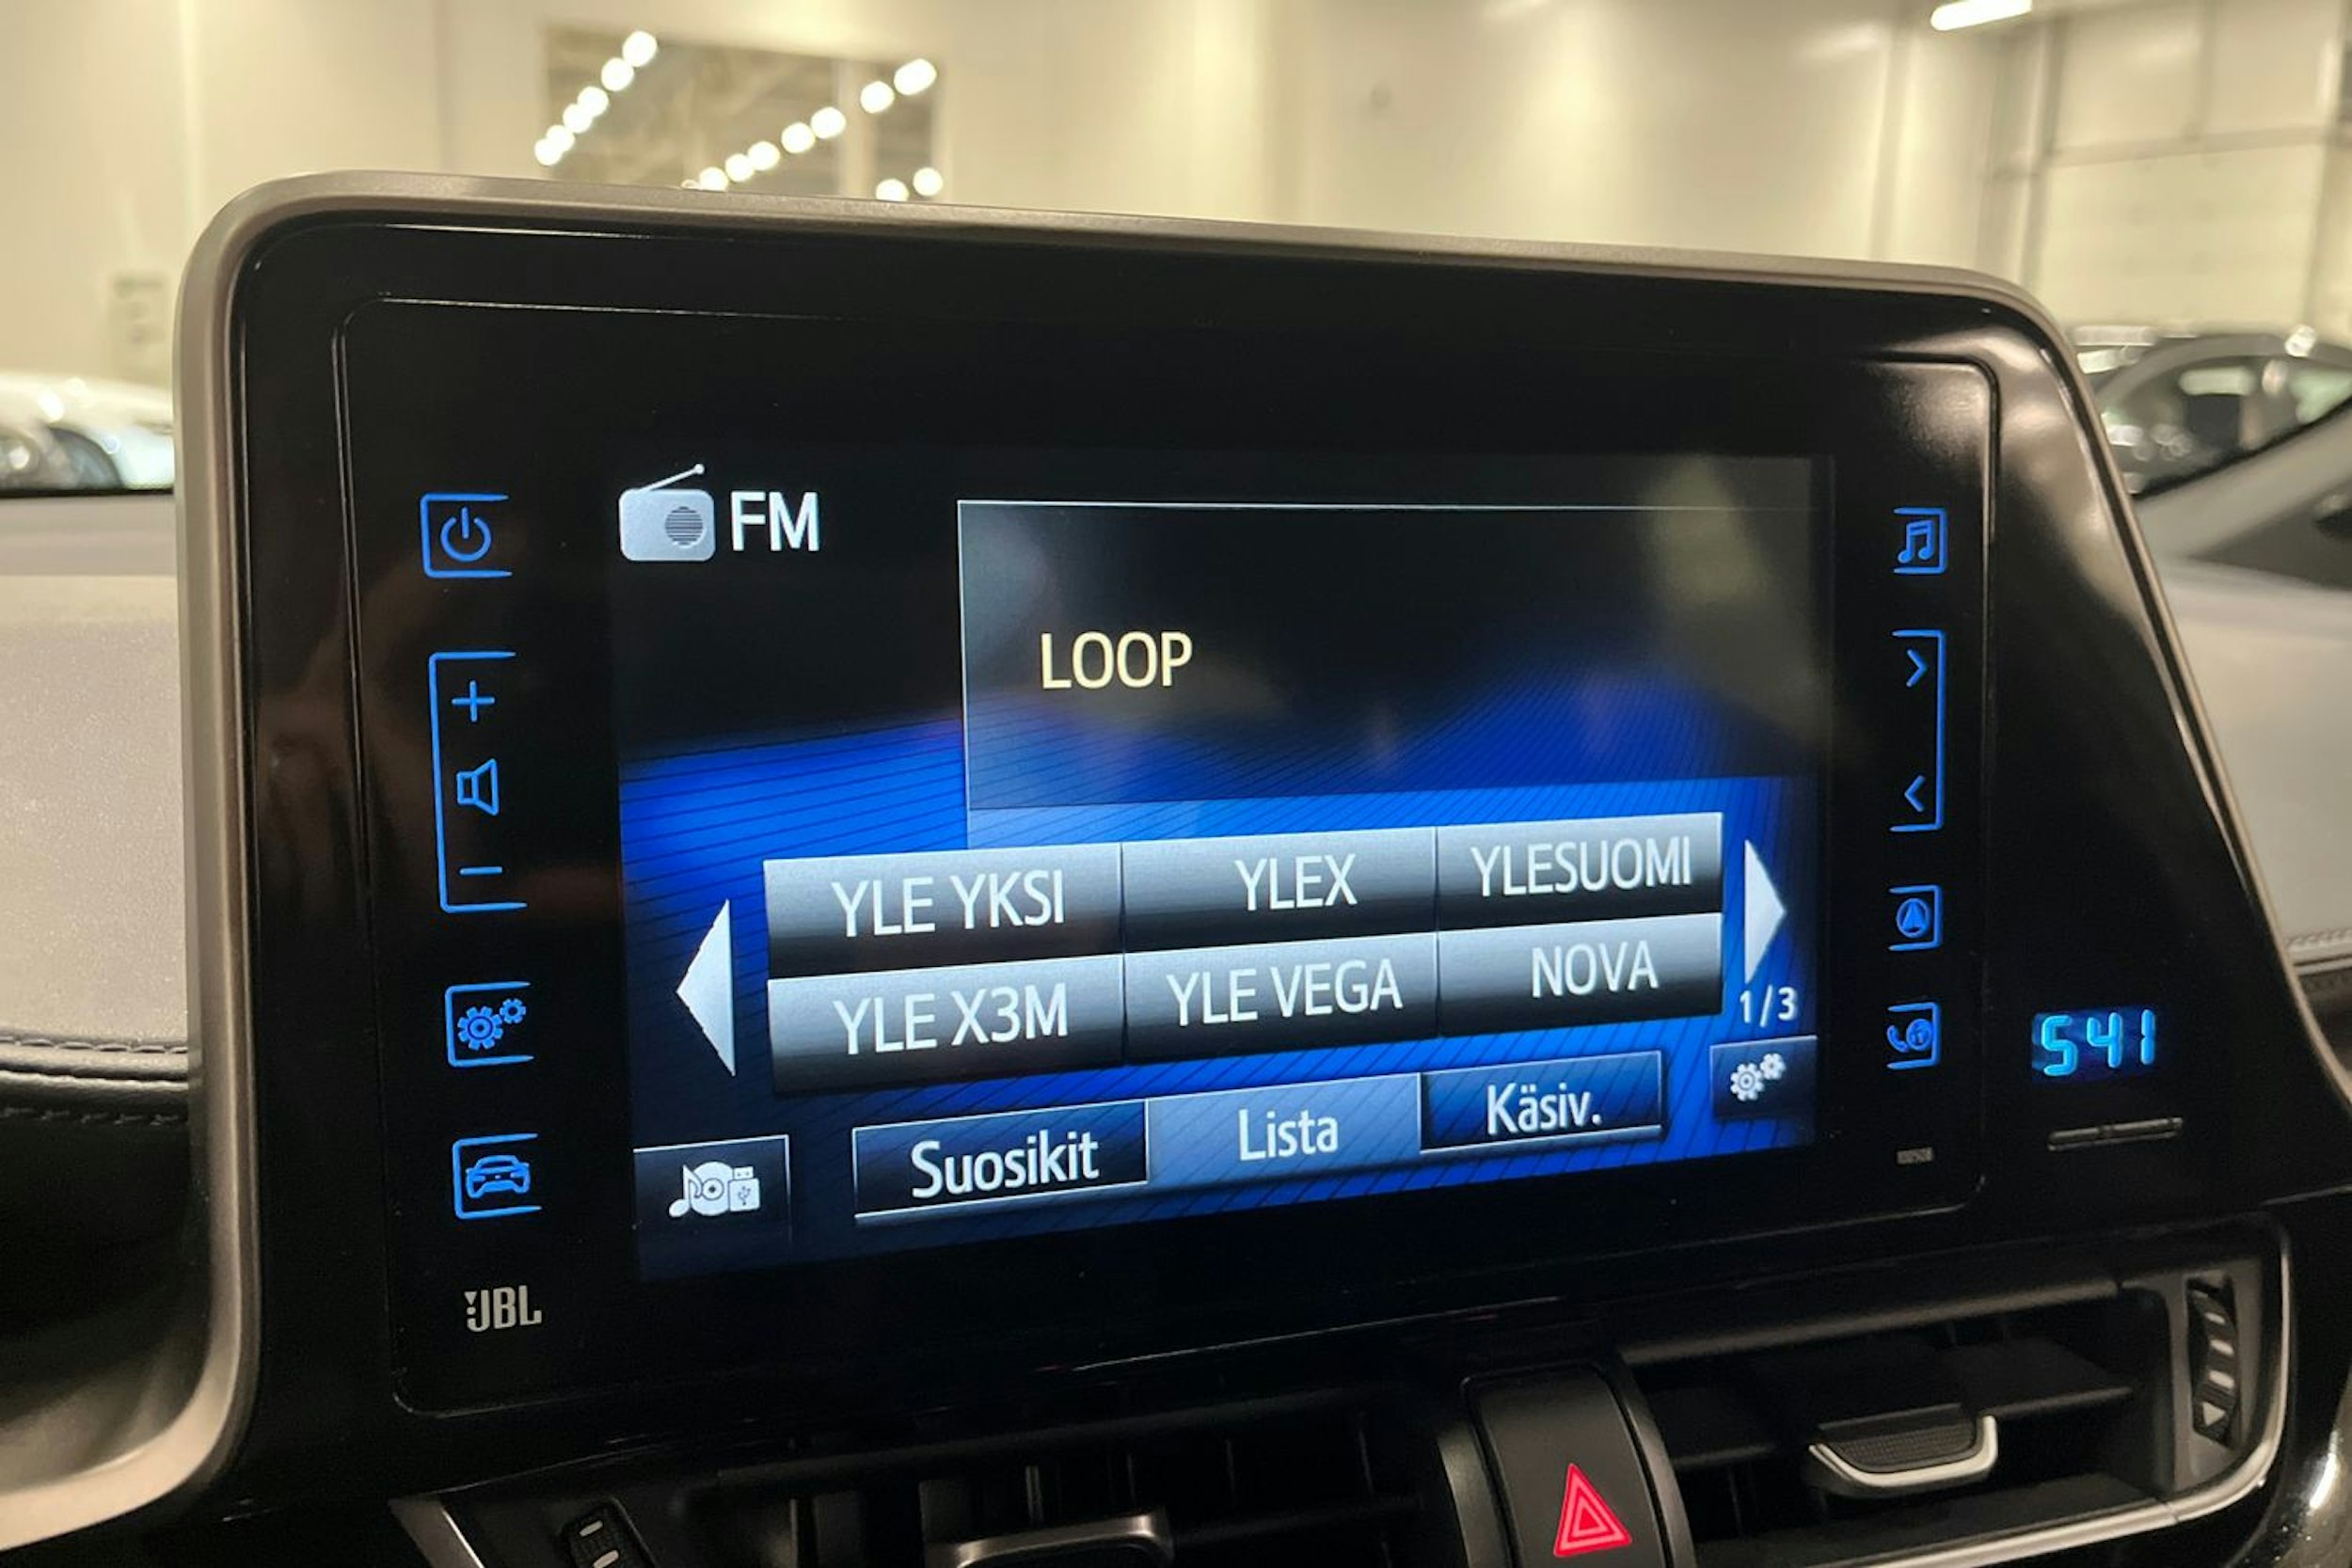 FM
LOOP
YLE YKSI YLEX YLESUOMI
YLE X3M YLE VEGA NOVA
1/3
Suosikit Lista Käsiv.
541
JBL